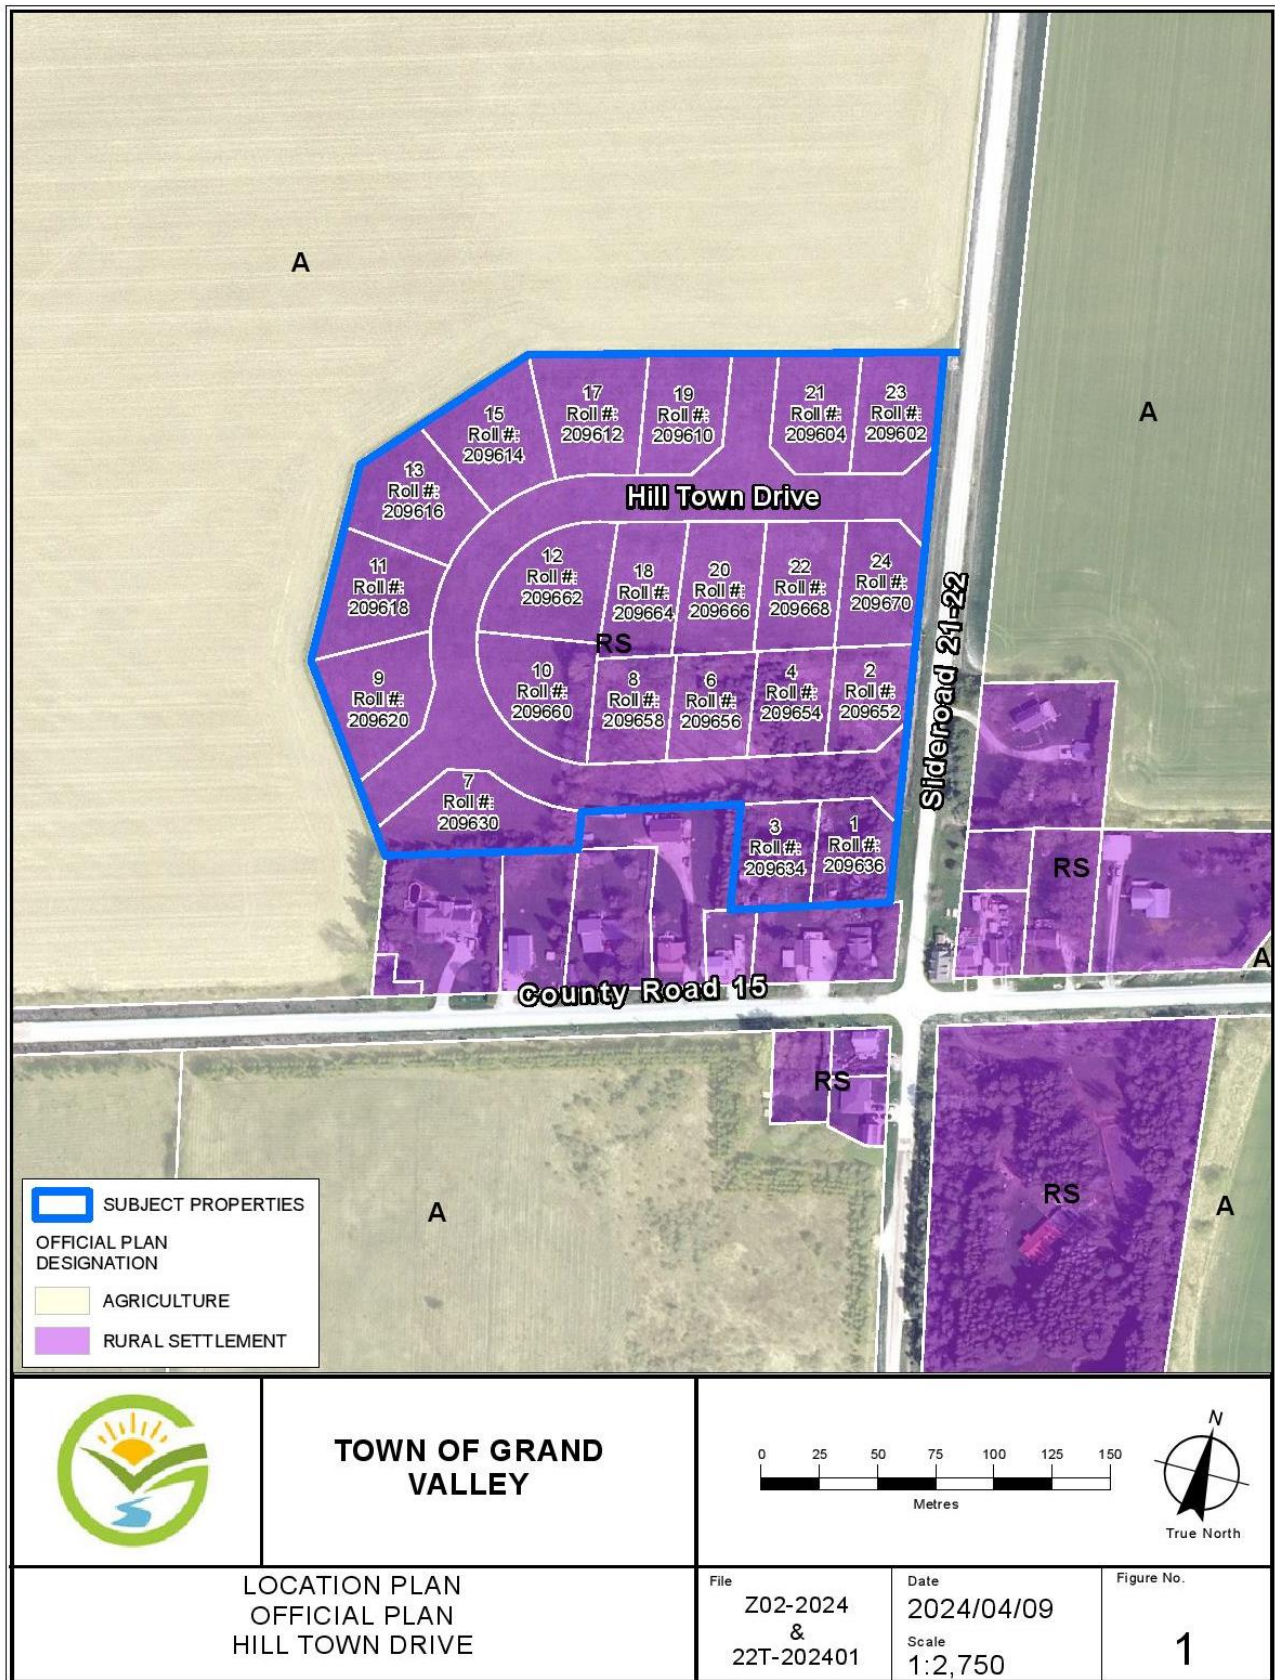 A
17
Roll #:
209612
19
Roll #:
209610
21
Roll #:
209604
23
Roll #:
209602
A
15
Roll #:
209614
13
Roll #:
209616
Hill Town Drive
11
Roll #:
209618
12
Roll #:
209662
18
Roll #:
209664
20
Roll #:
209666
22
Roll #:
209668
24
Roll #:
209670
RS
Sideroad 21-22
9
Roll #:
209620
10
Roll #:
209660
8
Roll #:
209658
6
Roll #:
209656
4
Roll #:
209654
2
Roll #:
209652
7
Roll #:
209630
3
Roll #:
209634
1
Roll #:
209636
RS
A
County Road 15
RS
RS
A
A
SUBJECT PROPERTIES
OFFICIAL PLAN
DESIGNATION
AGRICULTURE
RURAL SETTLEMENT
TOWN OF GRAND
VALLEY
0 25 50 75 100 125 150
Metres
N
True North
LOCATION PLAN
OFFICIAL PLAN
HILL TOWN DRIVE
File
Z02-2024
&
22T-202401
Date
2024/04/09
Scale
1:2,750
Figure No.
1